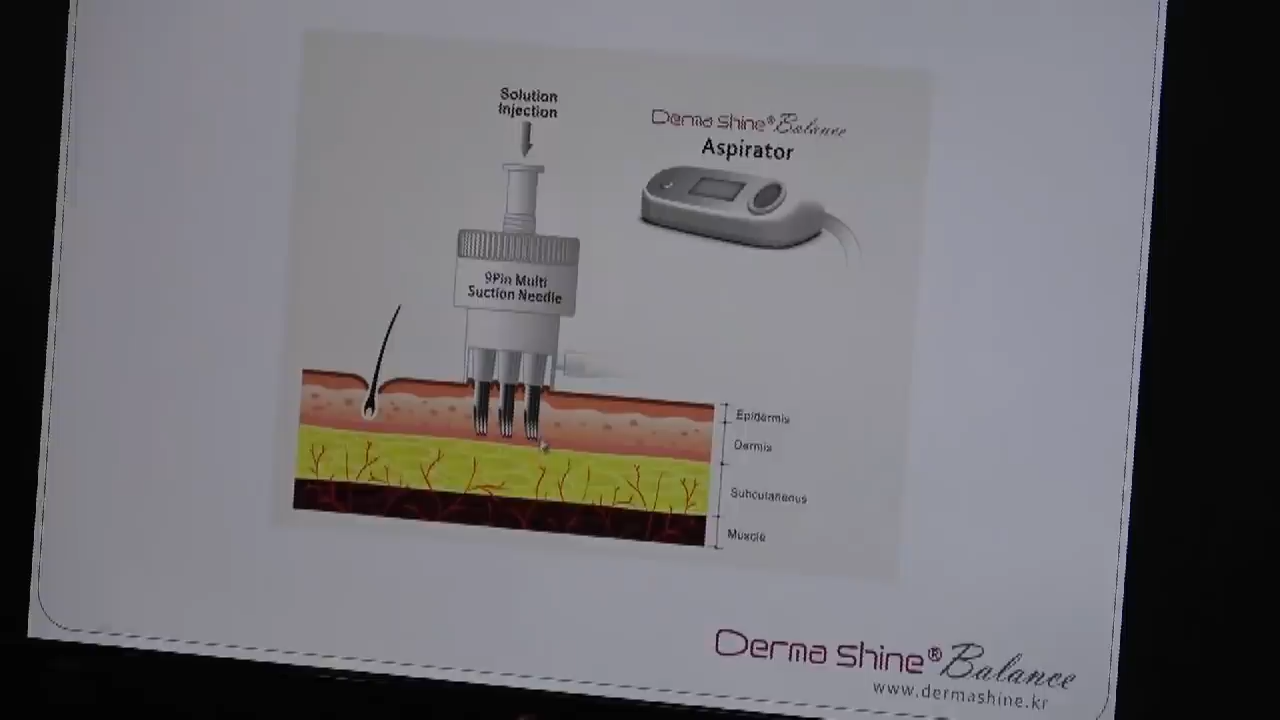 Solution
Injection
Derma Shine® Balance
Aspirator
9Pin Multi
Suction Needle
Epidermis
Dermis
Subcutaneous
Muscle
Derma Shine® Balance
www.dermashine.kr